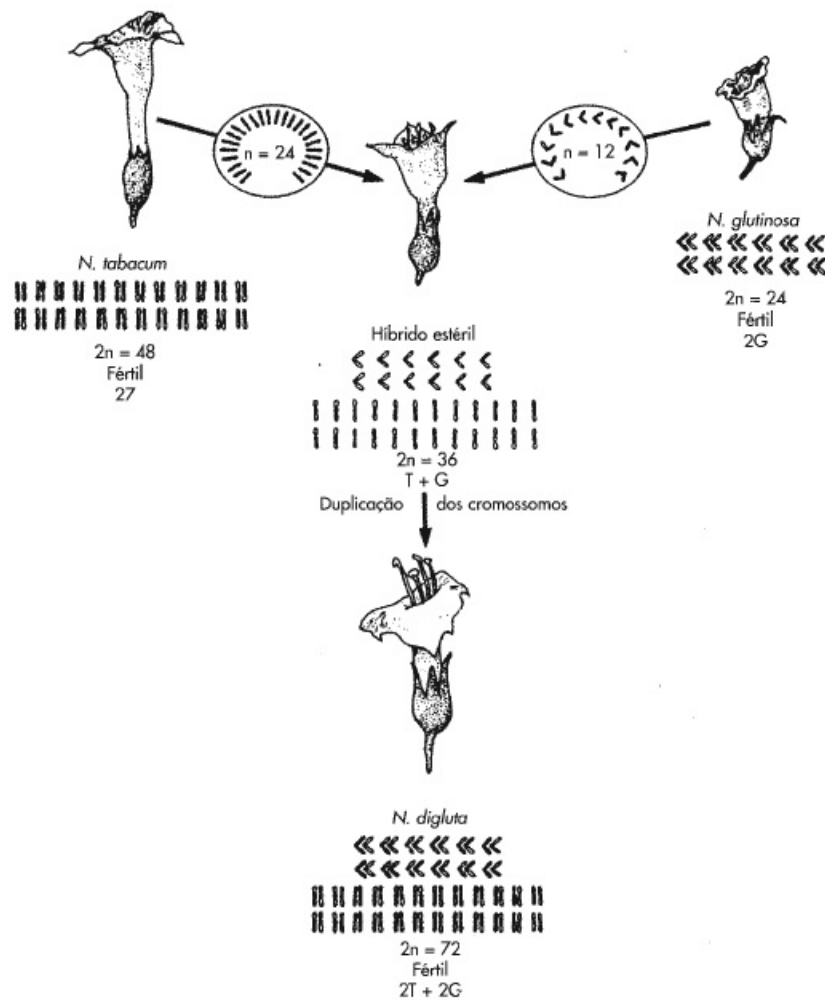 n = 24
n = 12
N. tabacum
2n = 48
Fértil
27
N. glutinosa
2n = 24
Fértil
2G
Híbrido estéril
2n = 36
T + G
Duplicação dos cromossomos
N. digluta
2n = 72
Fértil
2T + 2G